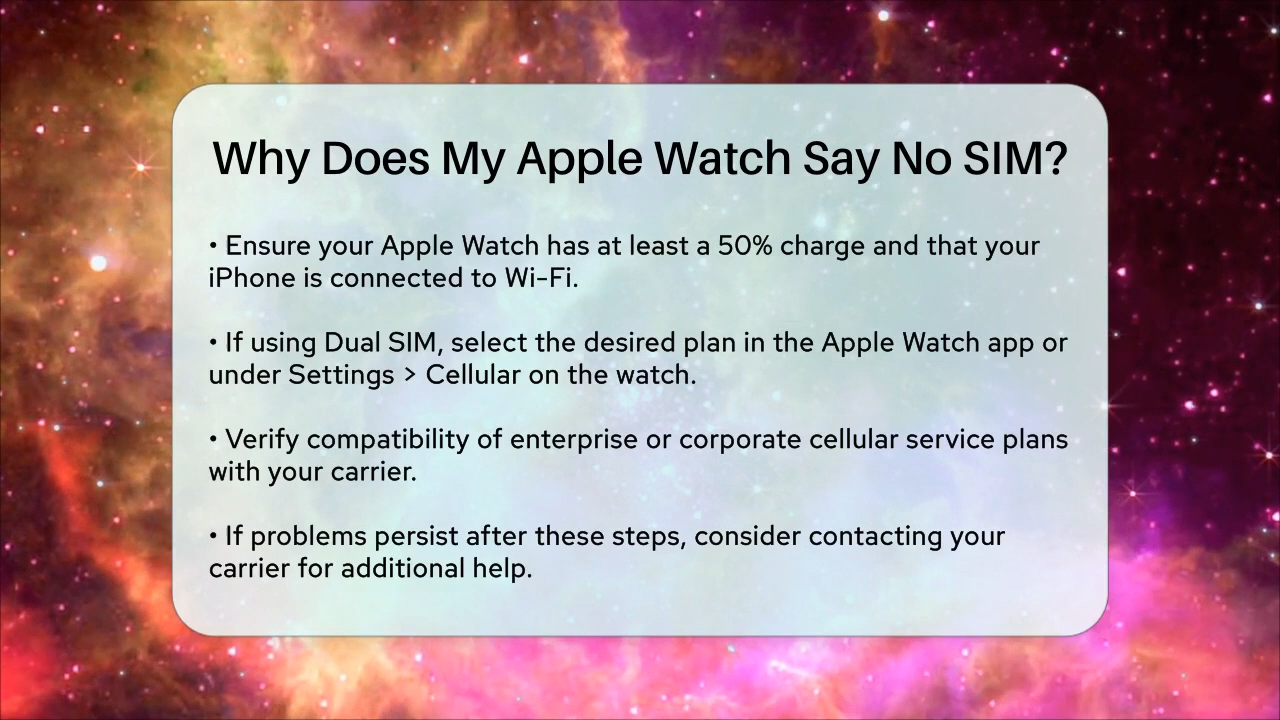 Why Does My Apple Watch Say No SIM?
• Ensure your Apple Watch has at least a 50% charge and that your
iPhone is connected to Wi-Fi.
• If using Dual SIM, select the desired plan in the Apple Watch app or
under Settings > Cellular on the watch.
• Verify compatibility of enterprise or corporate cellular service plans
with your carrier.
• If problems persist after these steps, consider contacting your
carrier for additional help.